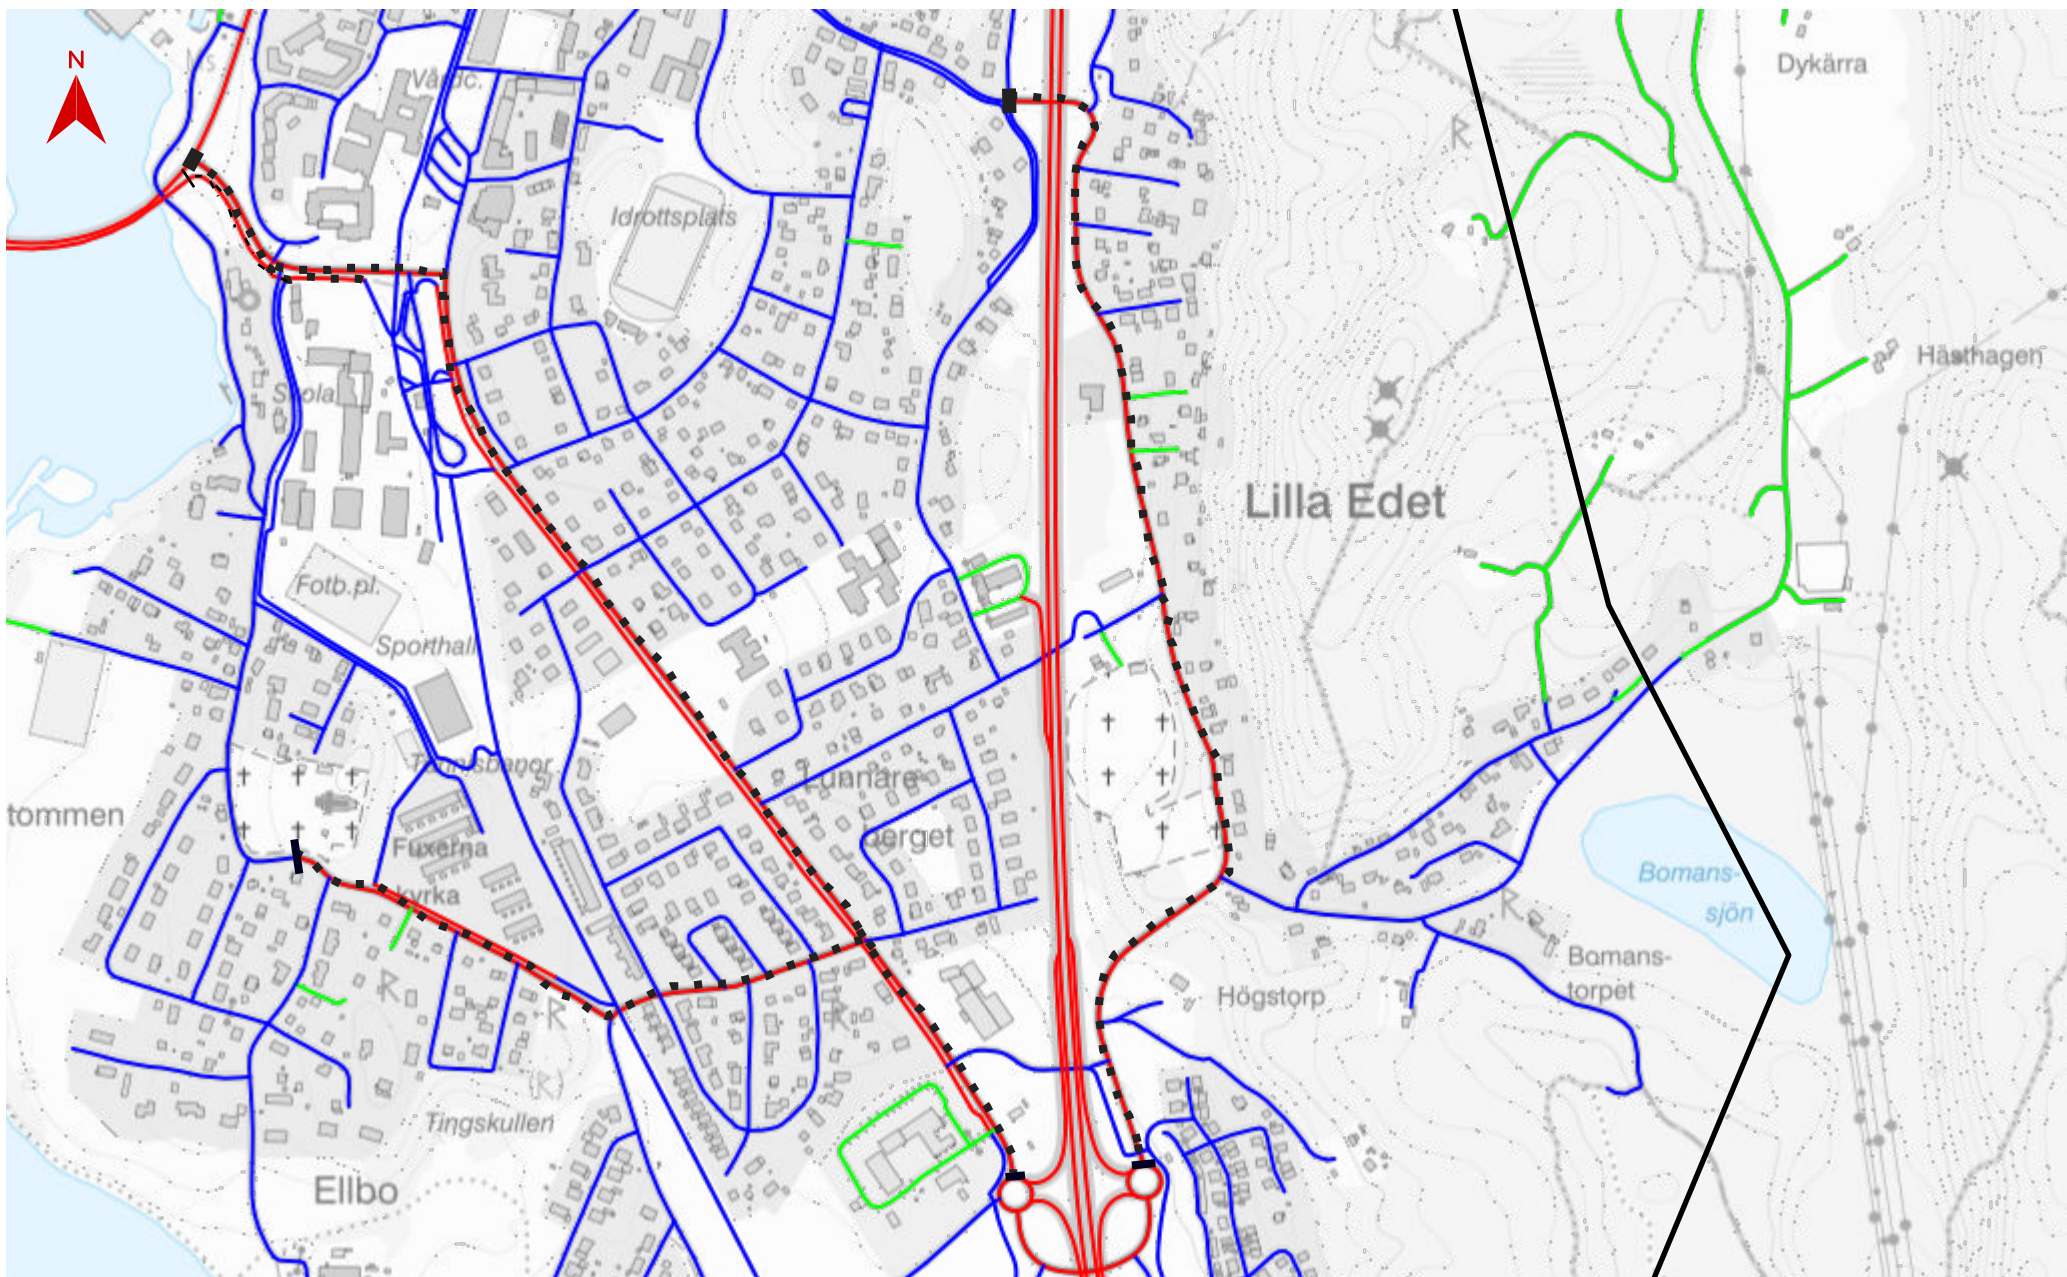 N
Vårdc.
Dykärra
Idrottsplats
Hästhagen
Skola
Lilla Edet
Fotb.pl.
Sporthall
Tennisbanor
Lunnare-
berget
tommen
Fuxerna
kyrka
Bomans-
sjön
Bomans-
torpet
Högstorp
Tingskullen
Ellbo